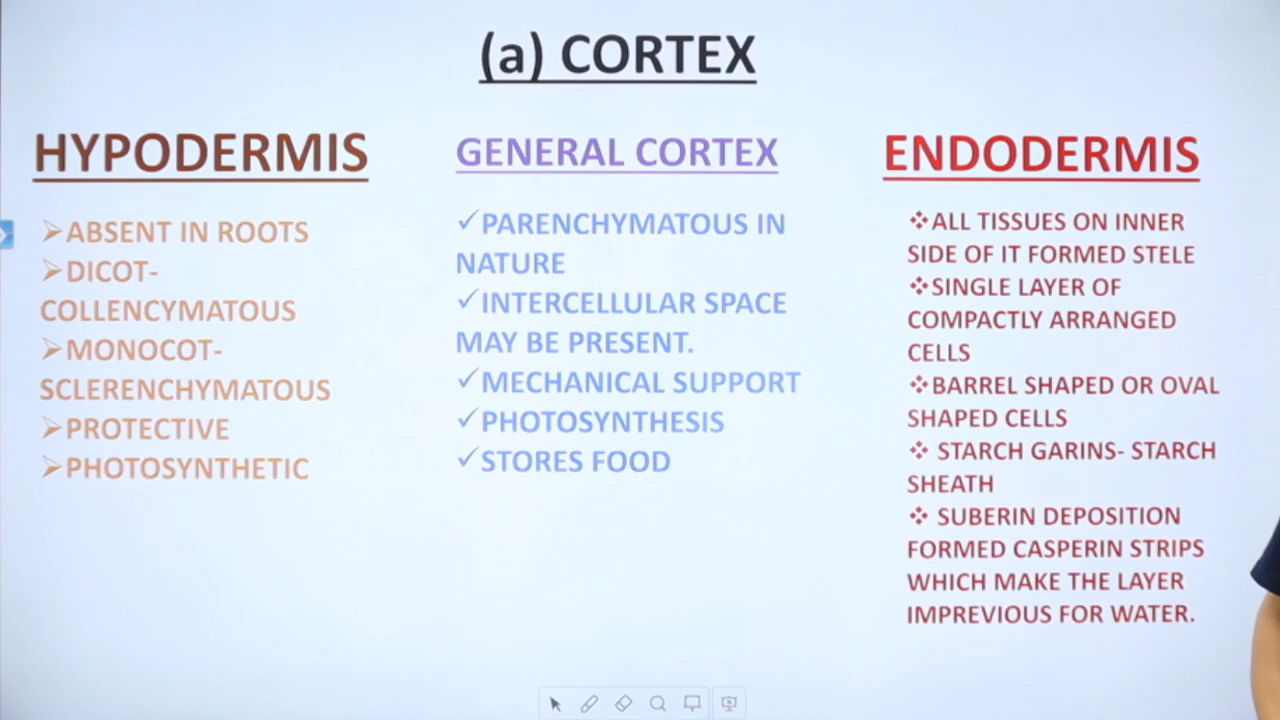 (a) CORTEX
HYPODERMIS
➢ABSENT IN ROOTS
➢DICOT-
COLLENCYMATOUS
➢MONOCOT-
SCLERENCHYMATOUS
➢PROTECTIVE
➢PHOTOSYNTHETIC
GENERAL CORTEX
✓PARENCHYMATOUS IN
NATURE
✓INTERCELLULAR SPACE
MAY BE PRESENT.
✓MECHANICAL SUPPORT
✓PHOTOSYNTHESIS
✓STORES FOOD
ENDODERMIS
❖ALL TISSUES ON INNER
SIDE OF IT FORMED STELE
❖SINGLE LAYER OF
COMPACTLY ARRANGED
CELLS
❖BARREL SHAPED OR OVAL
SHAPED CELLS
❖ STARCH GARINS- STARCH
SHEATH
❖ SUBERIN DEPOSITION
FORMED CASPERIN STRIPS
WHICH MAKE THE LAYER
IMPREVIOUS FOR WATER.